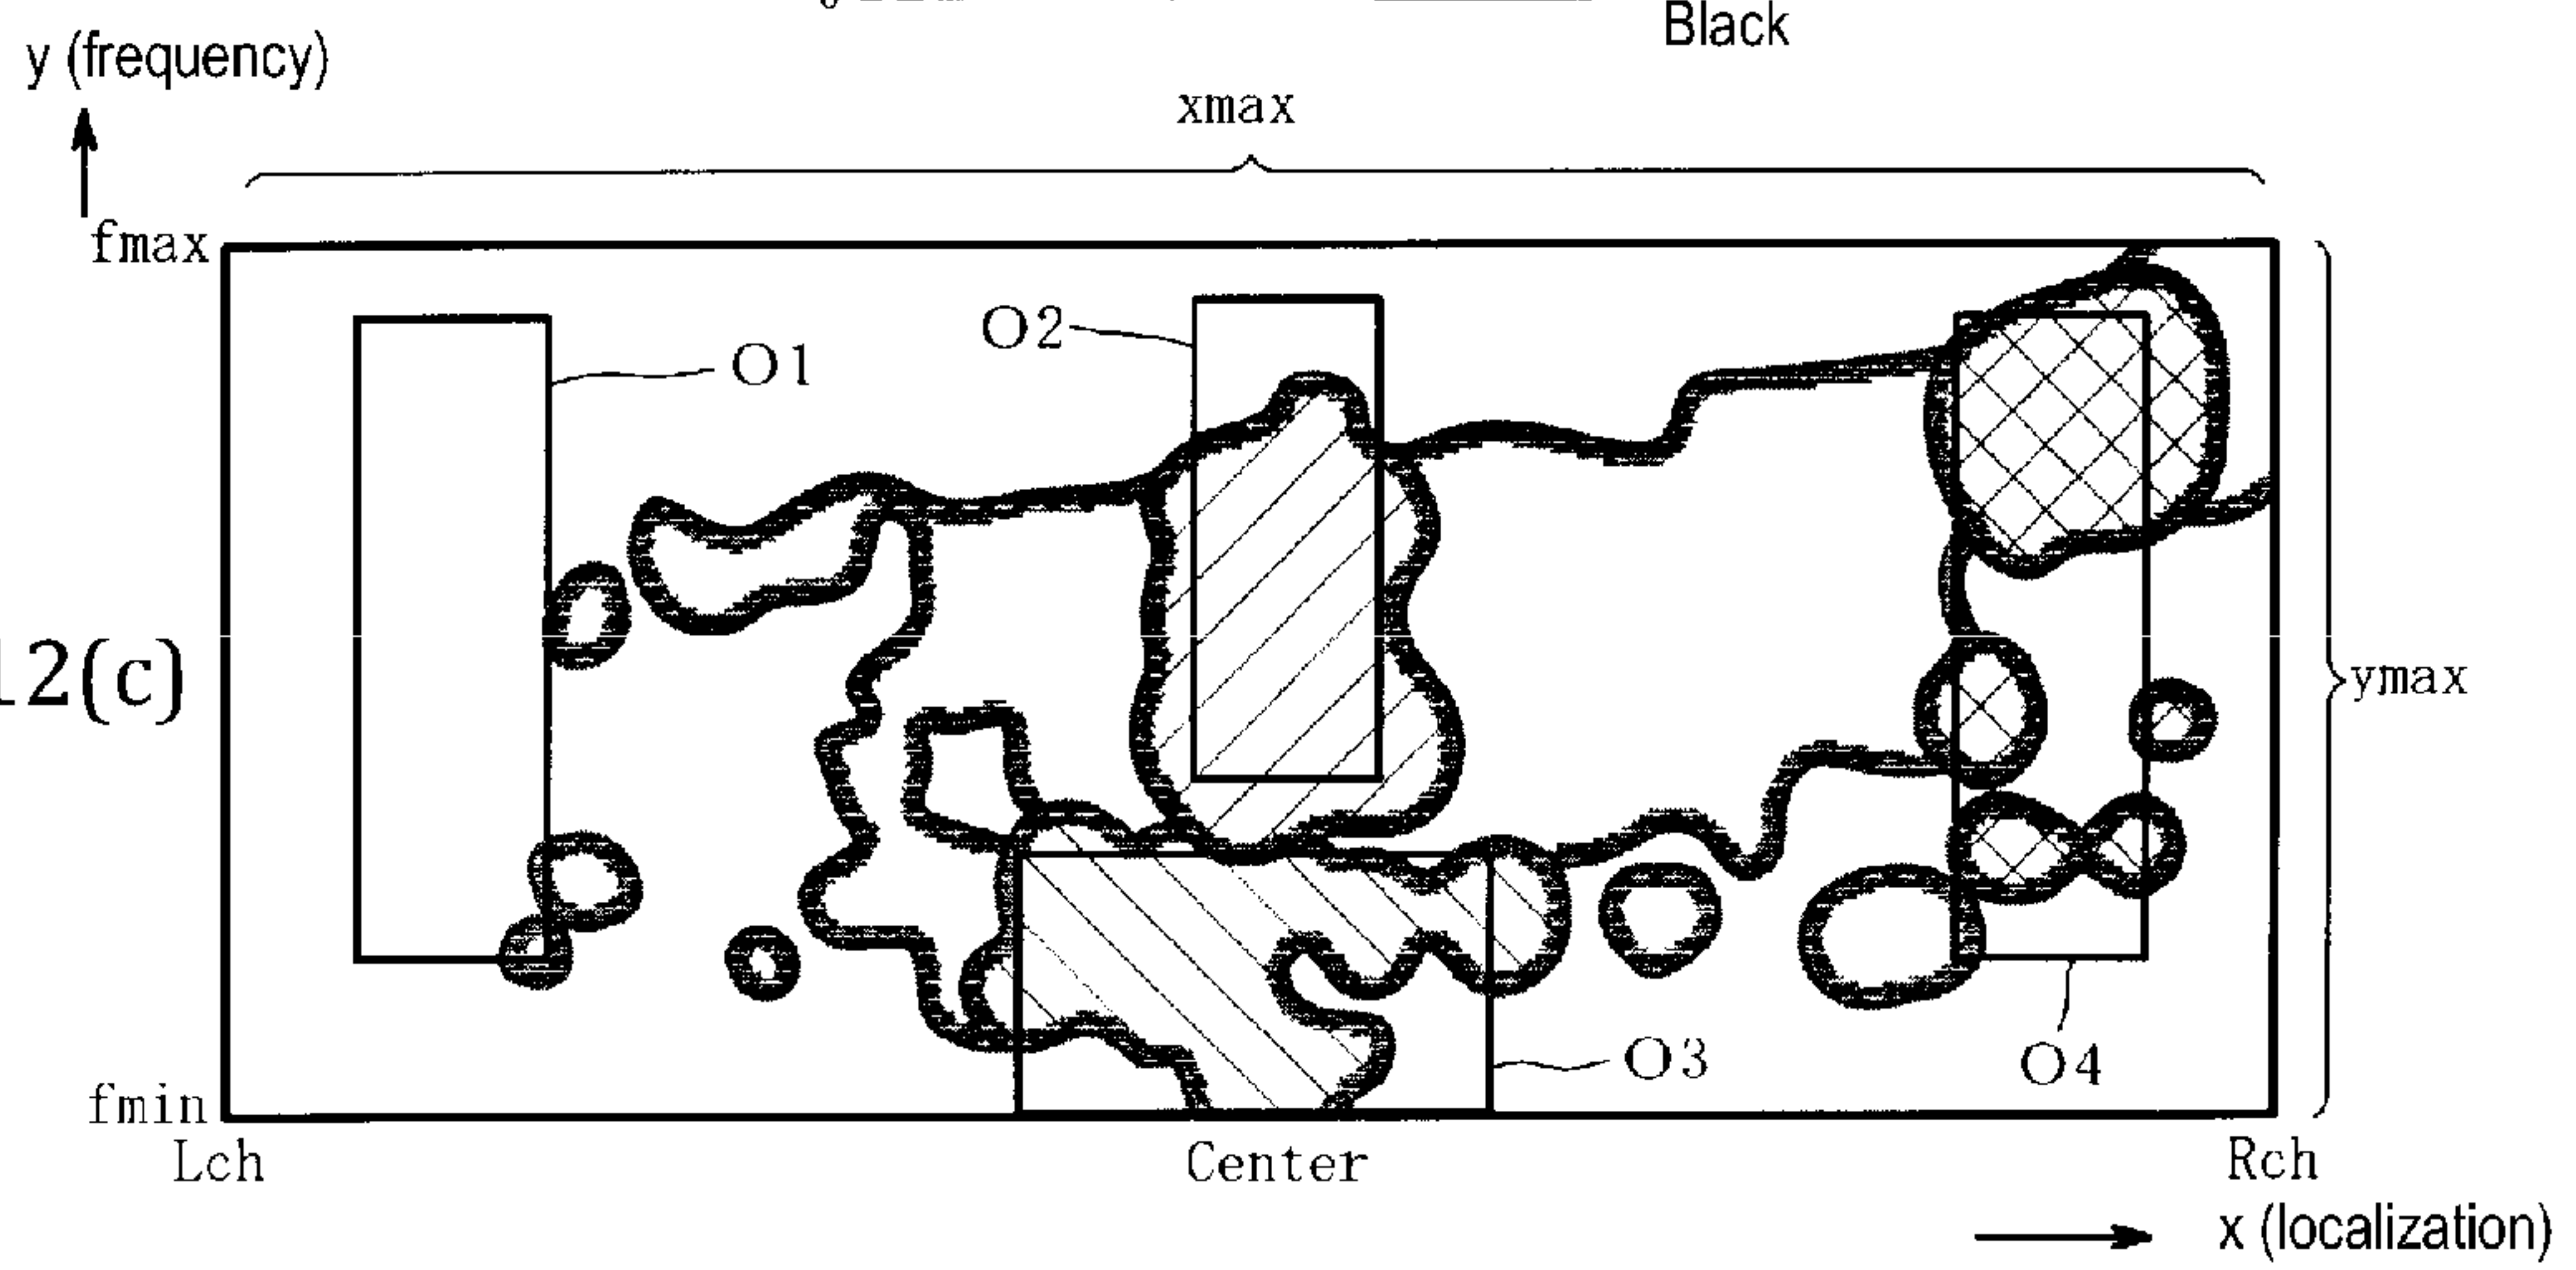 Black
y (frequency)
xmax
fmax
O2
O1
12(c)
ymax
O3
O4
fmin
Lch
Center
Rch
x (localization)